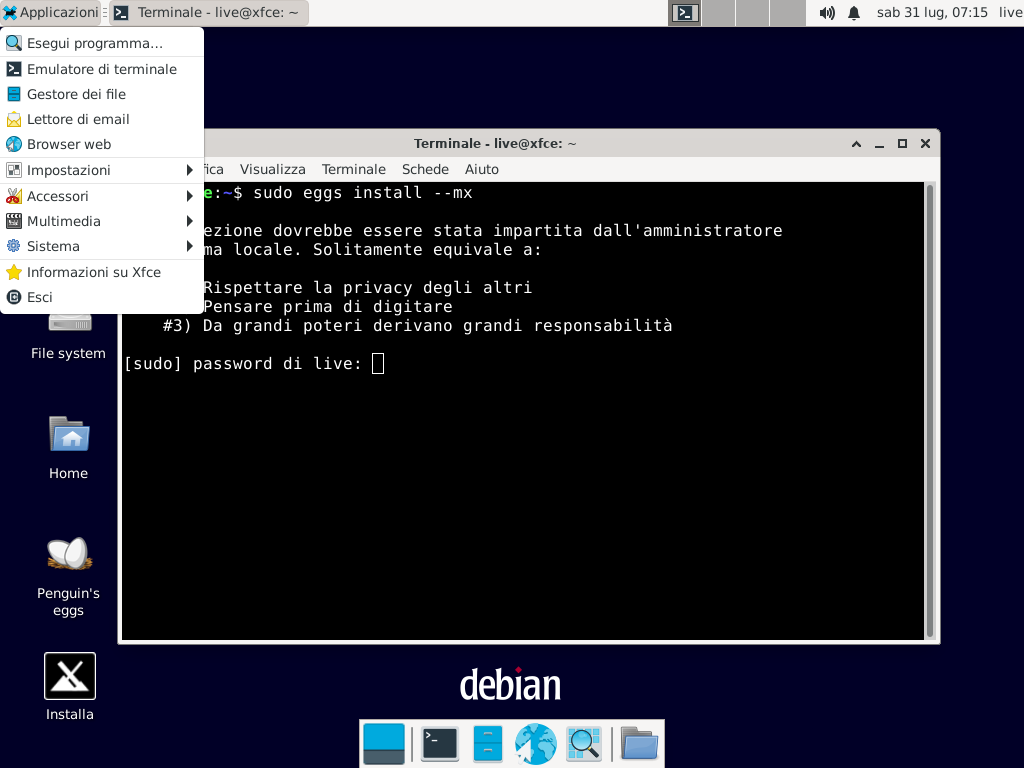 Applicazioni
Terminale - live@xfce: ~
sab 31 lug, 07:15
live
Esegui programma...
Emulatore di terminale
Gestore dei file
Lettore di email
Browser web
Impostazioni
Accessori
Multimedia
Sistema
Informazioni su Xfce
Esci
Terminale - live@xfce: ~
ica Visualizza Terminale Schede Aiuto
e:~$ sudo eggs install --mx
ezione dovrebbe essere stata impartita dall'amministratore
ma locale. Solitamente equivale a:
Rispettare la privacy degli altri
Pensare prima di digitare
#3) Da grandi poteri derivano grandi responsabilità
[sudo] password di live:
File system
Home
Penguin's
eggs
Installa
debian